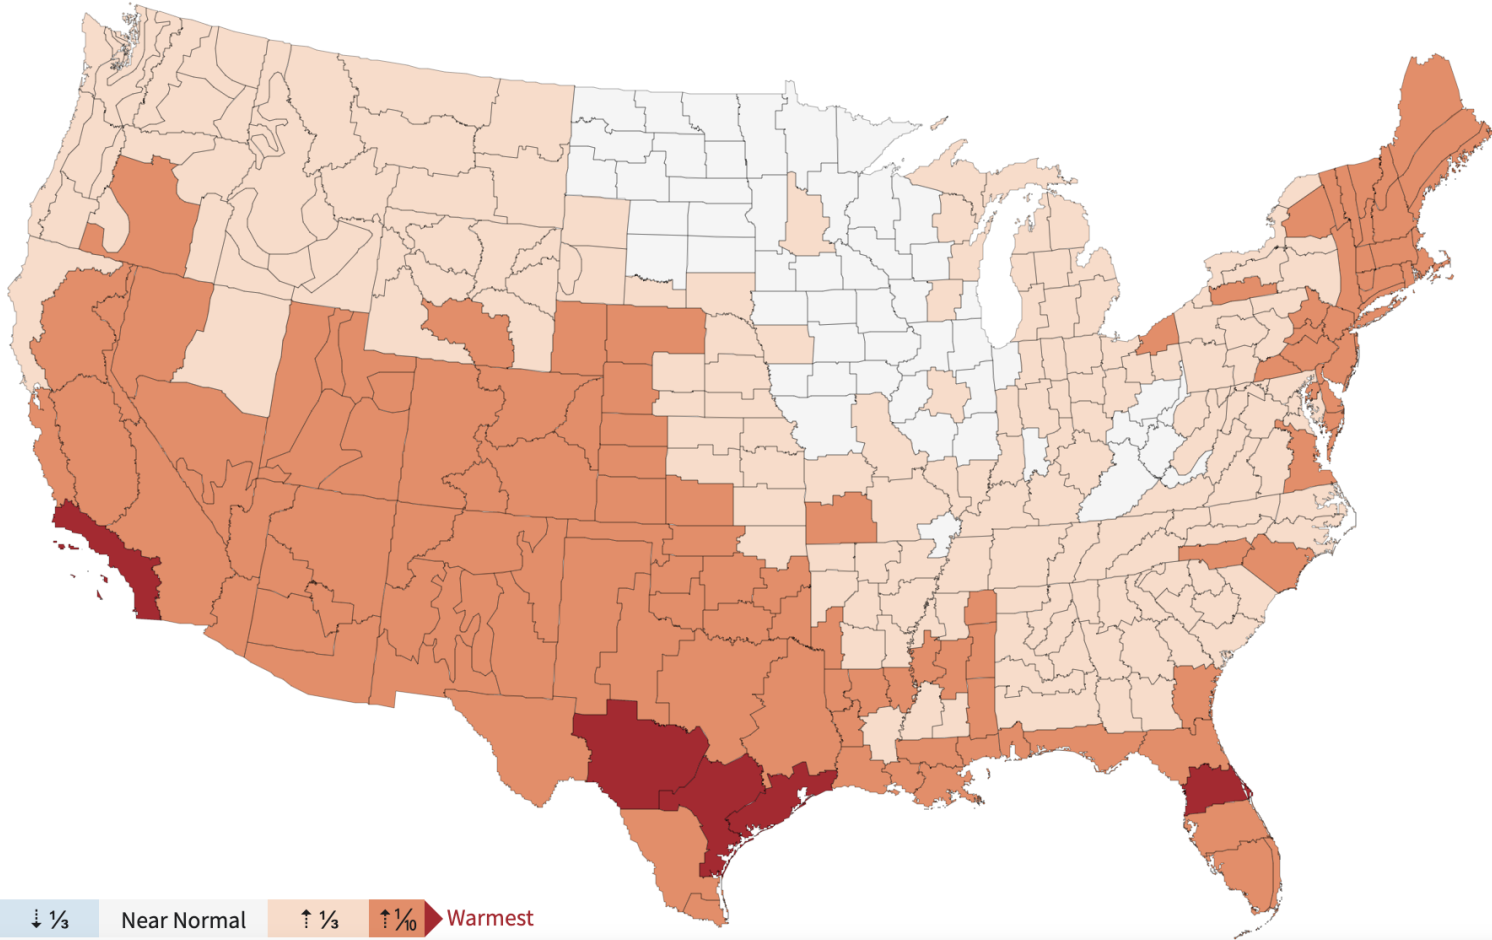 ⇣ ⅓ Near Normal ⇡ ⅓ ⇡ ⅒ Warmest